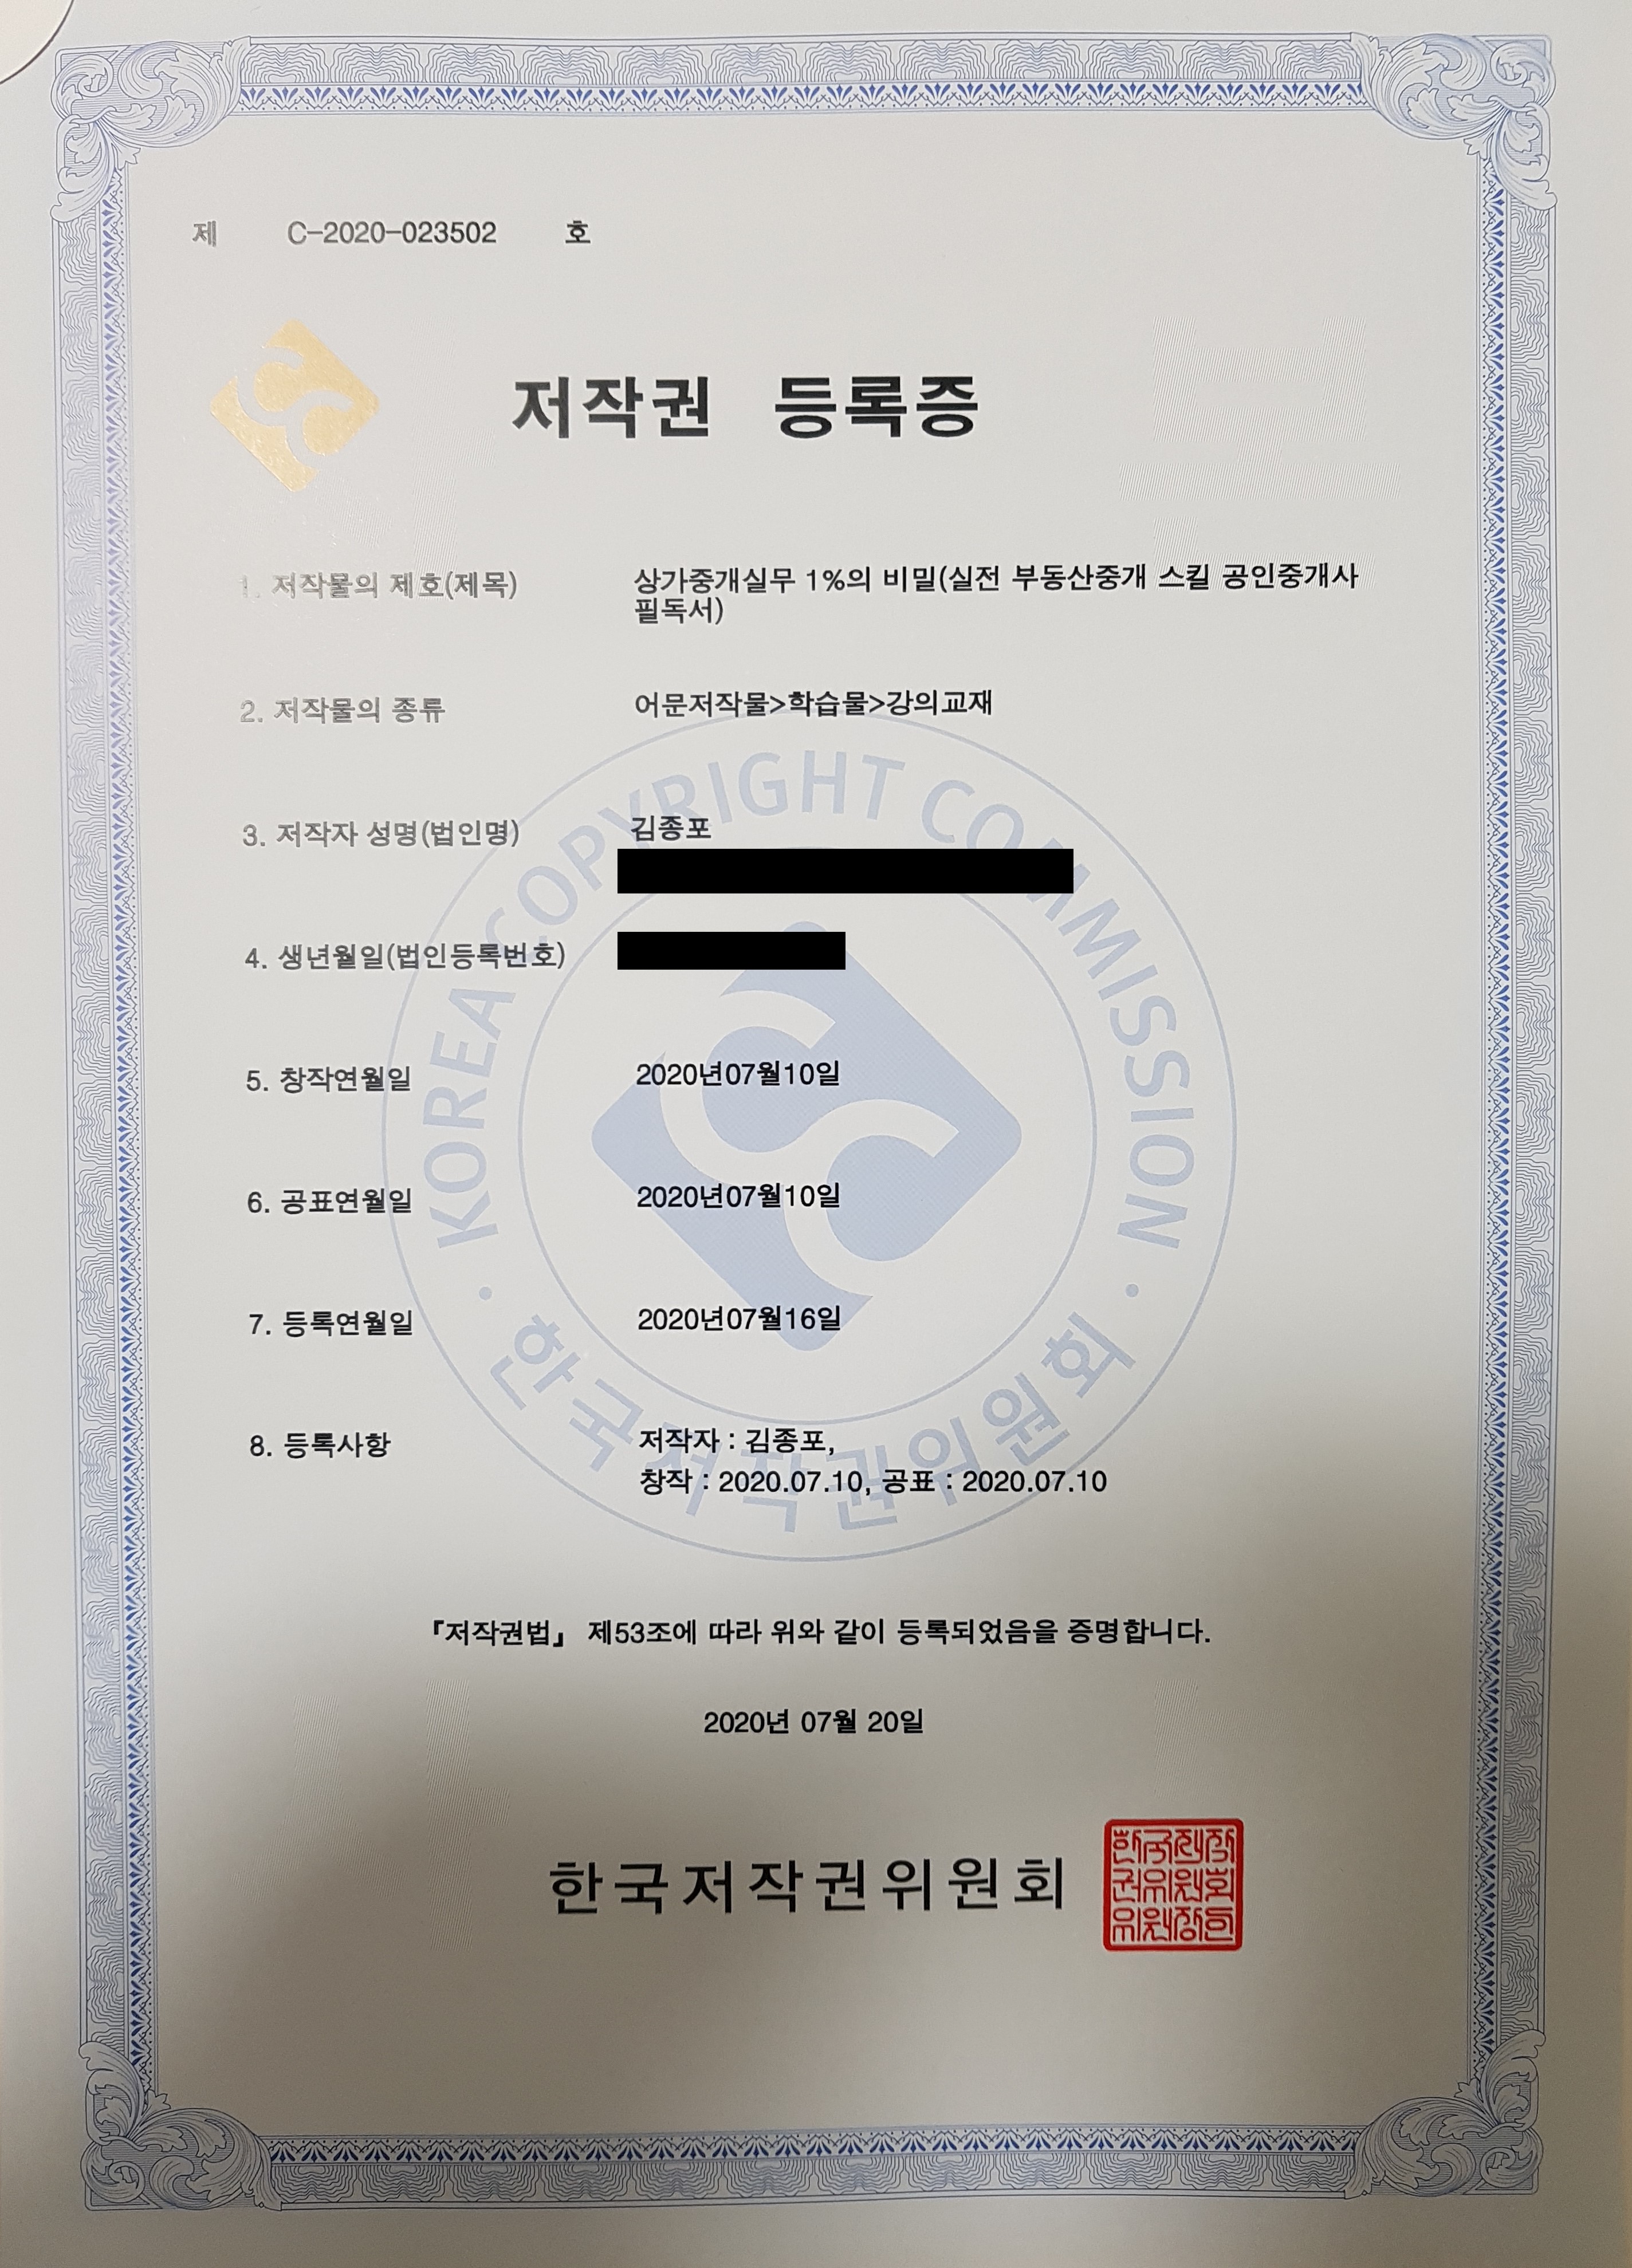 제 C-2020-023502 호
저작권 등록증
1. 저작물의 제호(제목) 상가중개실무 1%의 비밀(실전 부동산중개 스킬 공인중개사
필독서)
2. 저작물의 종류 어문저작물>학습물>강의교재
3. 저작자 성명(법인명) 김종포
4. 생년월일(법인등록번호)
5. 창작연월일 2020년07월10일
6. 공표연월일 2020년07월10일
7. 등록연월일 2020년07월16일
8. 등록사항 저작자 : 김종포,
창작 : 2020.07.10, 공표 : 2020.07.10
『저작권법』 제53조에 따라 위와 같이 등록되었음을 증명합니다.
2020년 07월 20일
한국저작권위원회
KOREA COPYRIGHT COMMISSION
한국저작권위원회